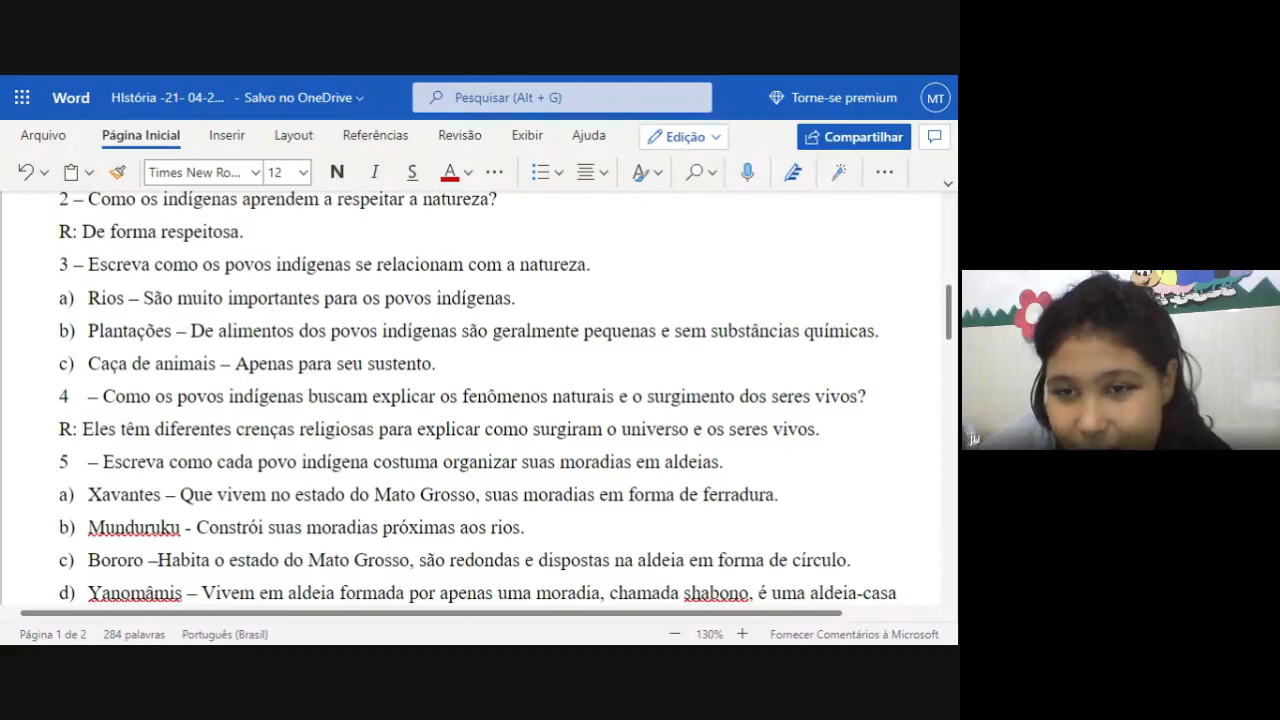 Word
HIstória -21- 04-2... - Salvo no OneDrive
Pesquisar (Alt + G)
Torne-se premium
MT
Arquivo
Página Inicial
Inserir
Layout
Referências
Revisão
Exibir
Ajuda
Edição
Compartilhar
Times New Ro...
12
N
I
S
A
2 – Como os indígenas aprendem a respeitar a natureza?
R: De forma respeitosa.
3 – Escreva como os povos indígenas se relacionam com a natureza.
a) Rios – São muito importantes para os povos indígenas.
b) Plantações – De alimentos dos povos indígenas são geralmente pequenas e sem substâncias químicas.
c) Caça de animais – Apenas para seu sustento.
4 – Como os povos indígenas buscam explicar os fenômenos naturais e o surgimento dos seres vivos?
R: Eles têm diferentes crenças religiosas para explicar como surgiram o universo e os seres vivos.
5 – Escreva como cada povo indígena costuma organizar suas moradias em aldeias.
a) Xavantes – Que vivem no estado do Mato Grosso, suas moradias em forma de ferradura.
b) Munduruku - Constrói suas moradias próximas aos rios.
c) Bororo –Habita o estado do Mato Grosso, são redondas e dispostas na aldeia em forma de círculo.
d) Yanomâmis – Vivem em aldeia formada por apenas uma moradia, chamada shabono, é uma aldeia-casa
Página 1 de 2
284 palavras
Português (Brasil)
130%
Fornecer Comentários à Microsoft